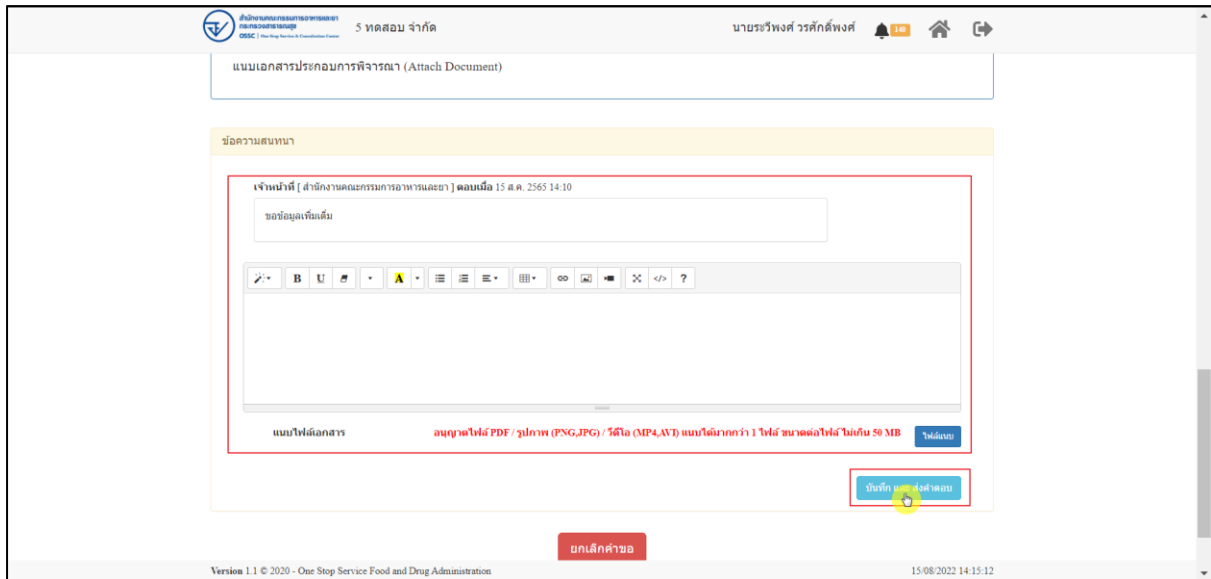 สำนักงานคณะกรรมการอาหารและยา
กระทรวงสาธารณสุข
OSSC | One Stop Service & Consultation Center
5 ทดสอบ จำกัด
นายระวีพงศ์ วรศักดิ์พงศ์
แนบเอกสารประกอบการพิจารณา (Attach Document)
ข้อความสนทนา
เจ้าหน้าที่ [ สำนักงานคณะกรรมการอาหารและยา ] ตอบเมื่อ 15 ส.ค. 2565 14:10
ขอข้อมูลเพิ่มเติม
B U A </> ?
แนบไฟล์เอกสาร
อนุญาตไฟล์ PDF / รูปภาพ (PNG,JPG) / วีดีโอ (MP4,AVI) แนบได้มากกว่า 1 ไฟล์ ขนาดต่อไฟล์ ไม่เกิน 50 MB
ไฟล์แนบ
บันทึก และ ส่งคำตอบ
ยกเลิกคำขอ
Version 1.1 © 2020 - One Stop Service Food and Drug Administration
15/08/2022 14:15:12